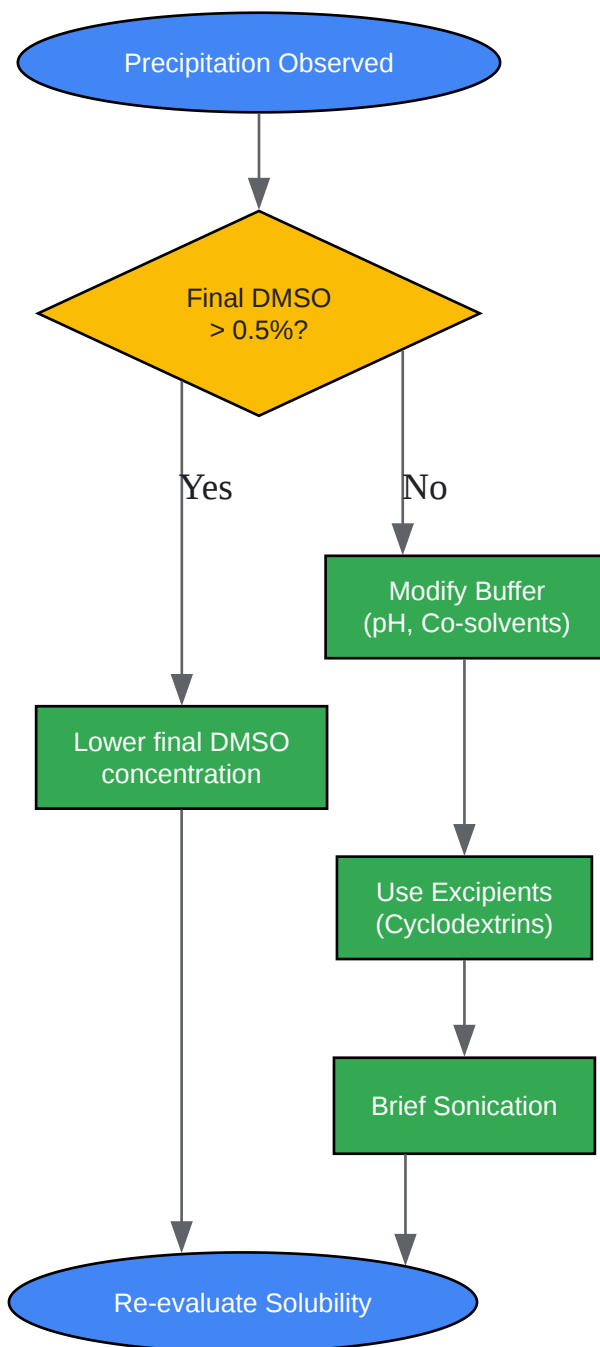 Precipitation Observed
Final DMSO
> 0.5%?
Yes
No
Modify Buffer
(pH, Co-solvents)
Lower final DMSO
concentration
Use Excipients
(Cyclodextrins)
Brief Sonication
Re-evaluate Solubility